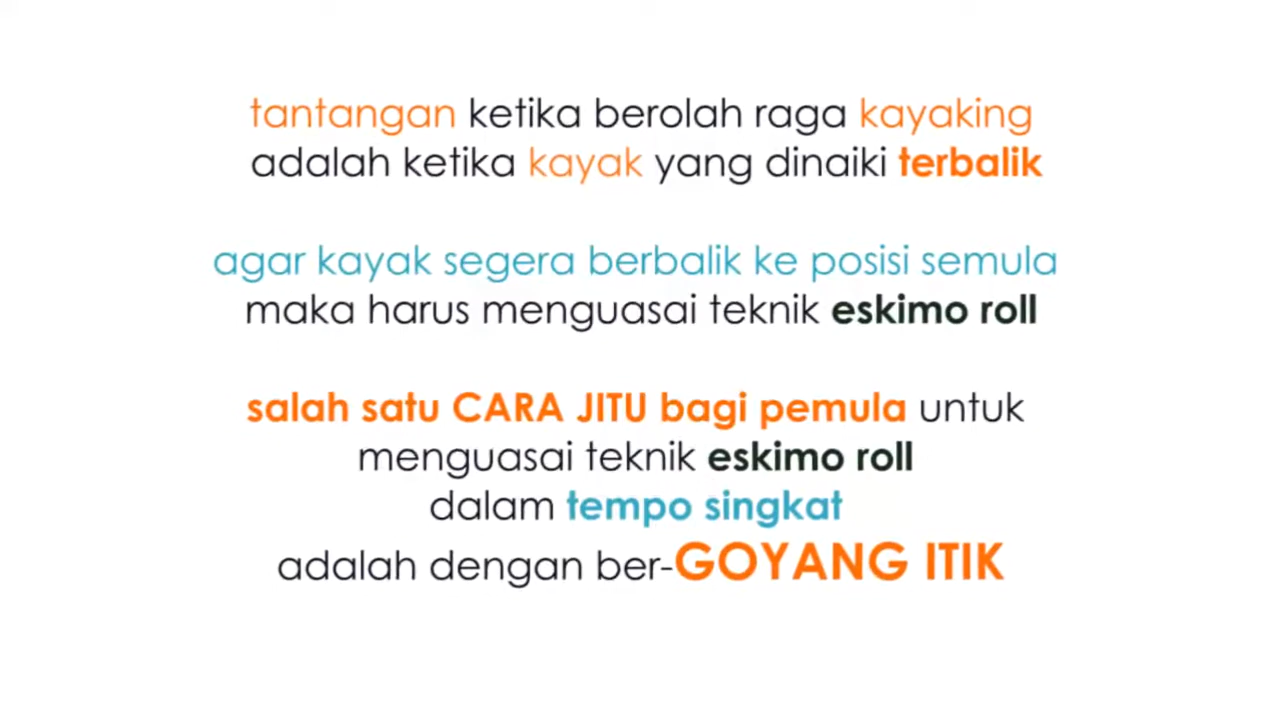 tantangan ketika berolah raga kayaking
adalah ketika kayak yang dinaiki terbalik
agar kayak segera berbalik ke posisi semula
maka harus menguasai teknik eskimo roll
salah satu CARA JITU bagi pemula untuk
menguasai teknik eskimo roll
dalam tempo singkat
adalah dengan ber-GOYANG ITIK